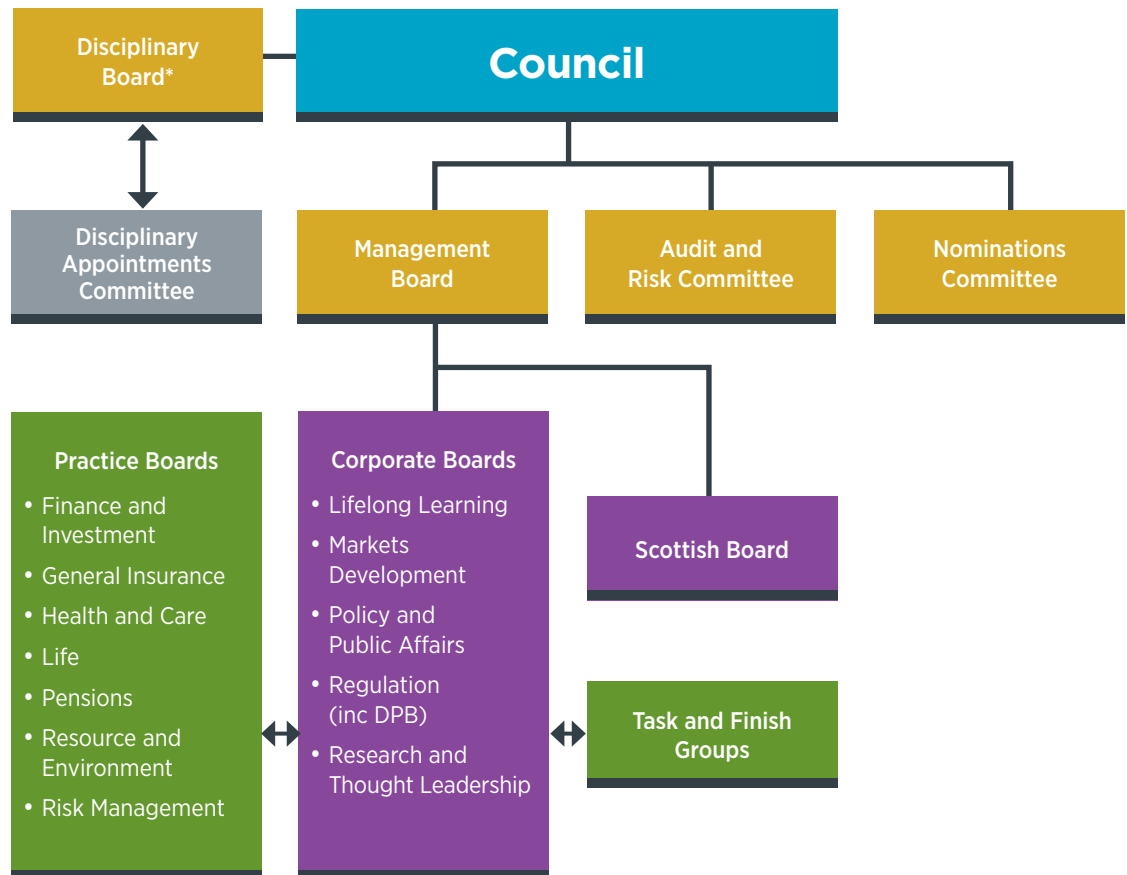 Disciplinary
Board*
Council
Disciplinary
Appointments
Committee
Management
Board
Audit and
Risk Committee
Nominations
Committee
Practice Boards
• Finance and
Investment
• General Insurance
• Health and Care
• Life
• Pensions
• Resource and
Environment
• Risk Management
Corporate Boards
• Lifelong Learning
• Markets
Development
• Policy and
Public Affairs
• Regulation
(inc DPB)
• Research and
Thought Leadership
Scottish Board
Task and Finish
Groups